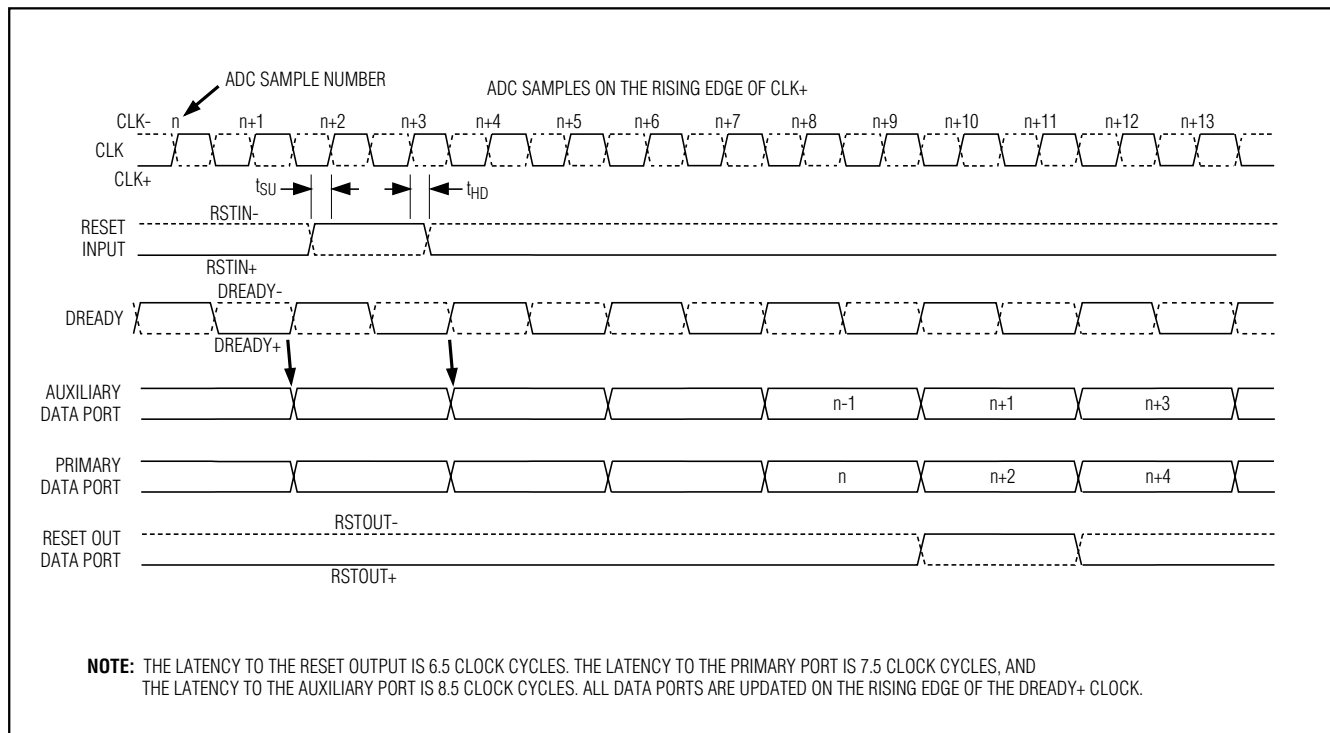 ADC SAMPLE NUMBER
ADC SAMPLES ON THE RISING EDGE OF CLK+
CLK- n n+1 n+2 n+3 n+4 n+5 n+6 n+7 n+8 n+9 n+10 n+11 n+12 n+13
CLK
CLK+
tSU tHD
RSTIN-
RESET
INPUT
RSTIN+
DREADY-
DREADY
DREADY+
AUXILIARY
DATA PORT
n-1 n+1 n+3
PRIMARY
DATA PORT
n n+2 n+4
RSTOUT-
RESET OUT
DATA PORT
RSTOUT+
NOTE: THE LATENCY TO THE RESET OUTPUT IS 6.5 CLOCK CYCLES. THE LATENCY TO THE PRIMARY PORT IS 7.5 CLOCK CYCLES, AND
THE LATENCY TO THE AUXILIARY PORT IS 8.5 CLOCK CYCLES. ALL DATA PORTS ARE UPDATED ON THE RISING EDGE OF THE DREADY+ CLOCK.